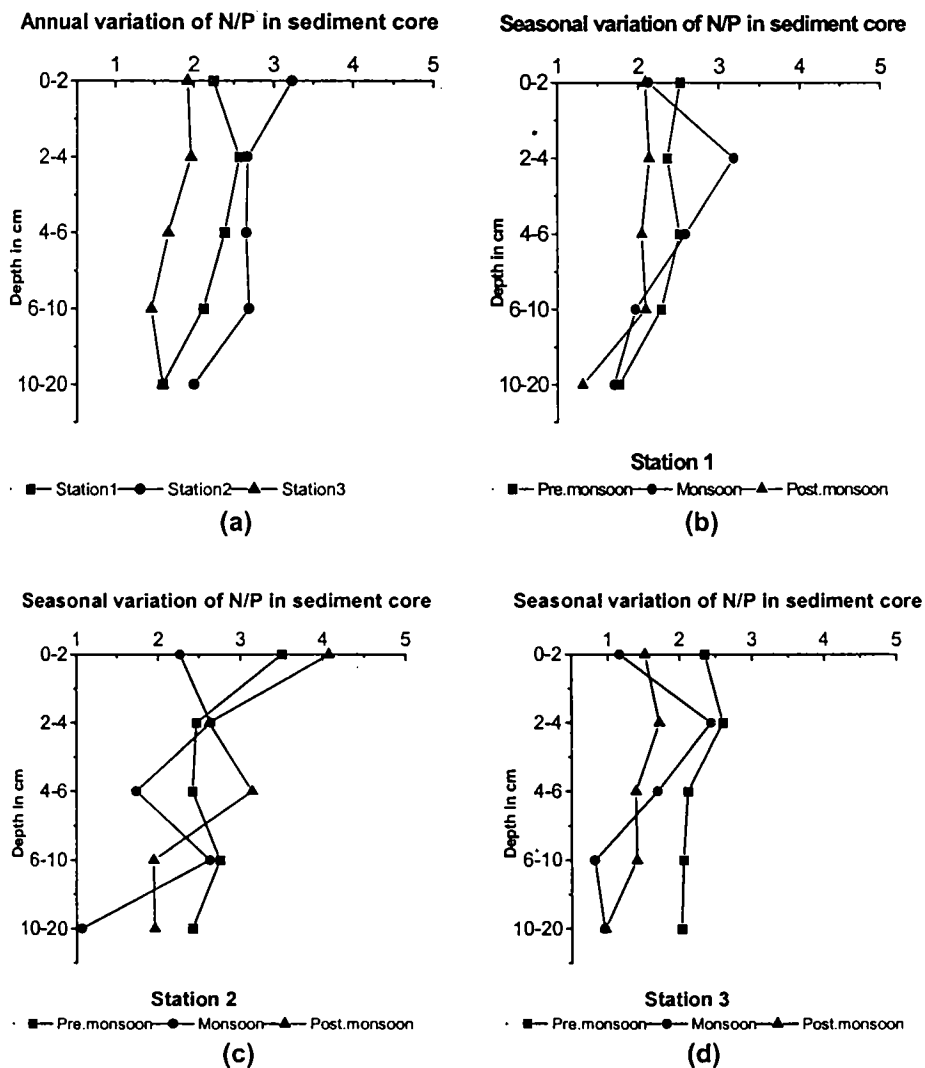 Annual variation of N/P in sediment core
1 2 3 4 5
0-2
2-4
4-6
6-10
10-20
Depth in cm
Station1 Station2 Station3
(a)
Seasonal variation of N/P in sediment core
1 2 3 4 5
0-2
2-4
4-6
6-10
10-20
Depth in cm
Station 1
Pre.monsoon Monsoon Post.monsoon
(b)
Seasonal variation of N/P in sediment core
1 2 3 4 5
0-2
2-4
4-6
6-10
10-20
Depth in cm
Station 2
Pre.monsoon Monsoon Post.monsoon
(c)
Seasonal variation of N/P in sediment core
1 2 3 4 5
0-2
2-4
4-6
6-10
10-20
Depth in cm
Station 3
Pre.monsoon Monsoon Post.monsoon
(d)